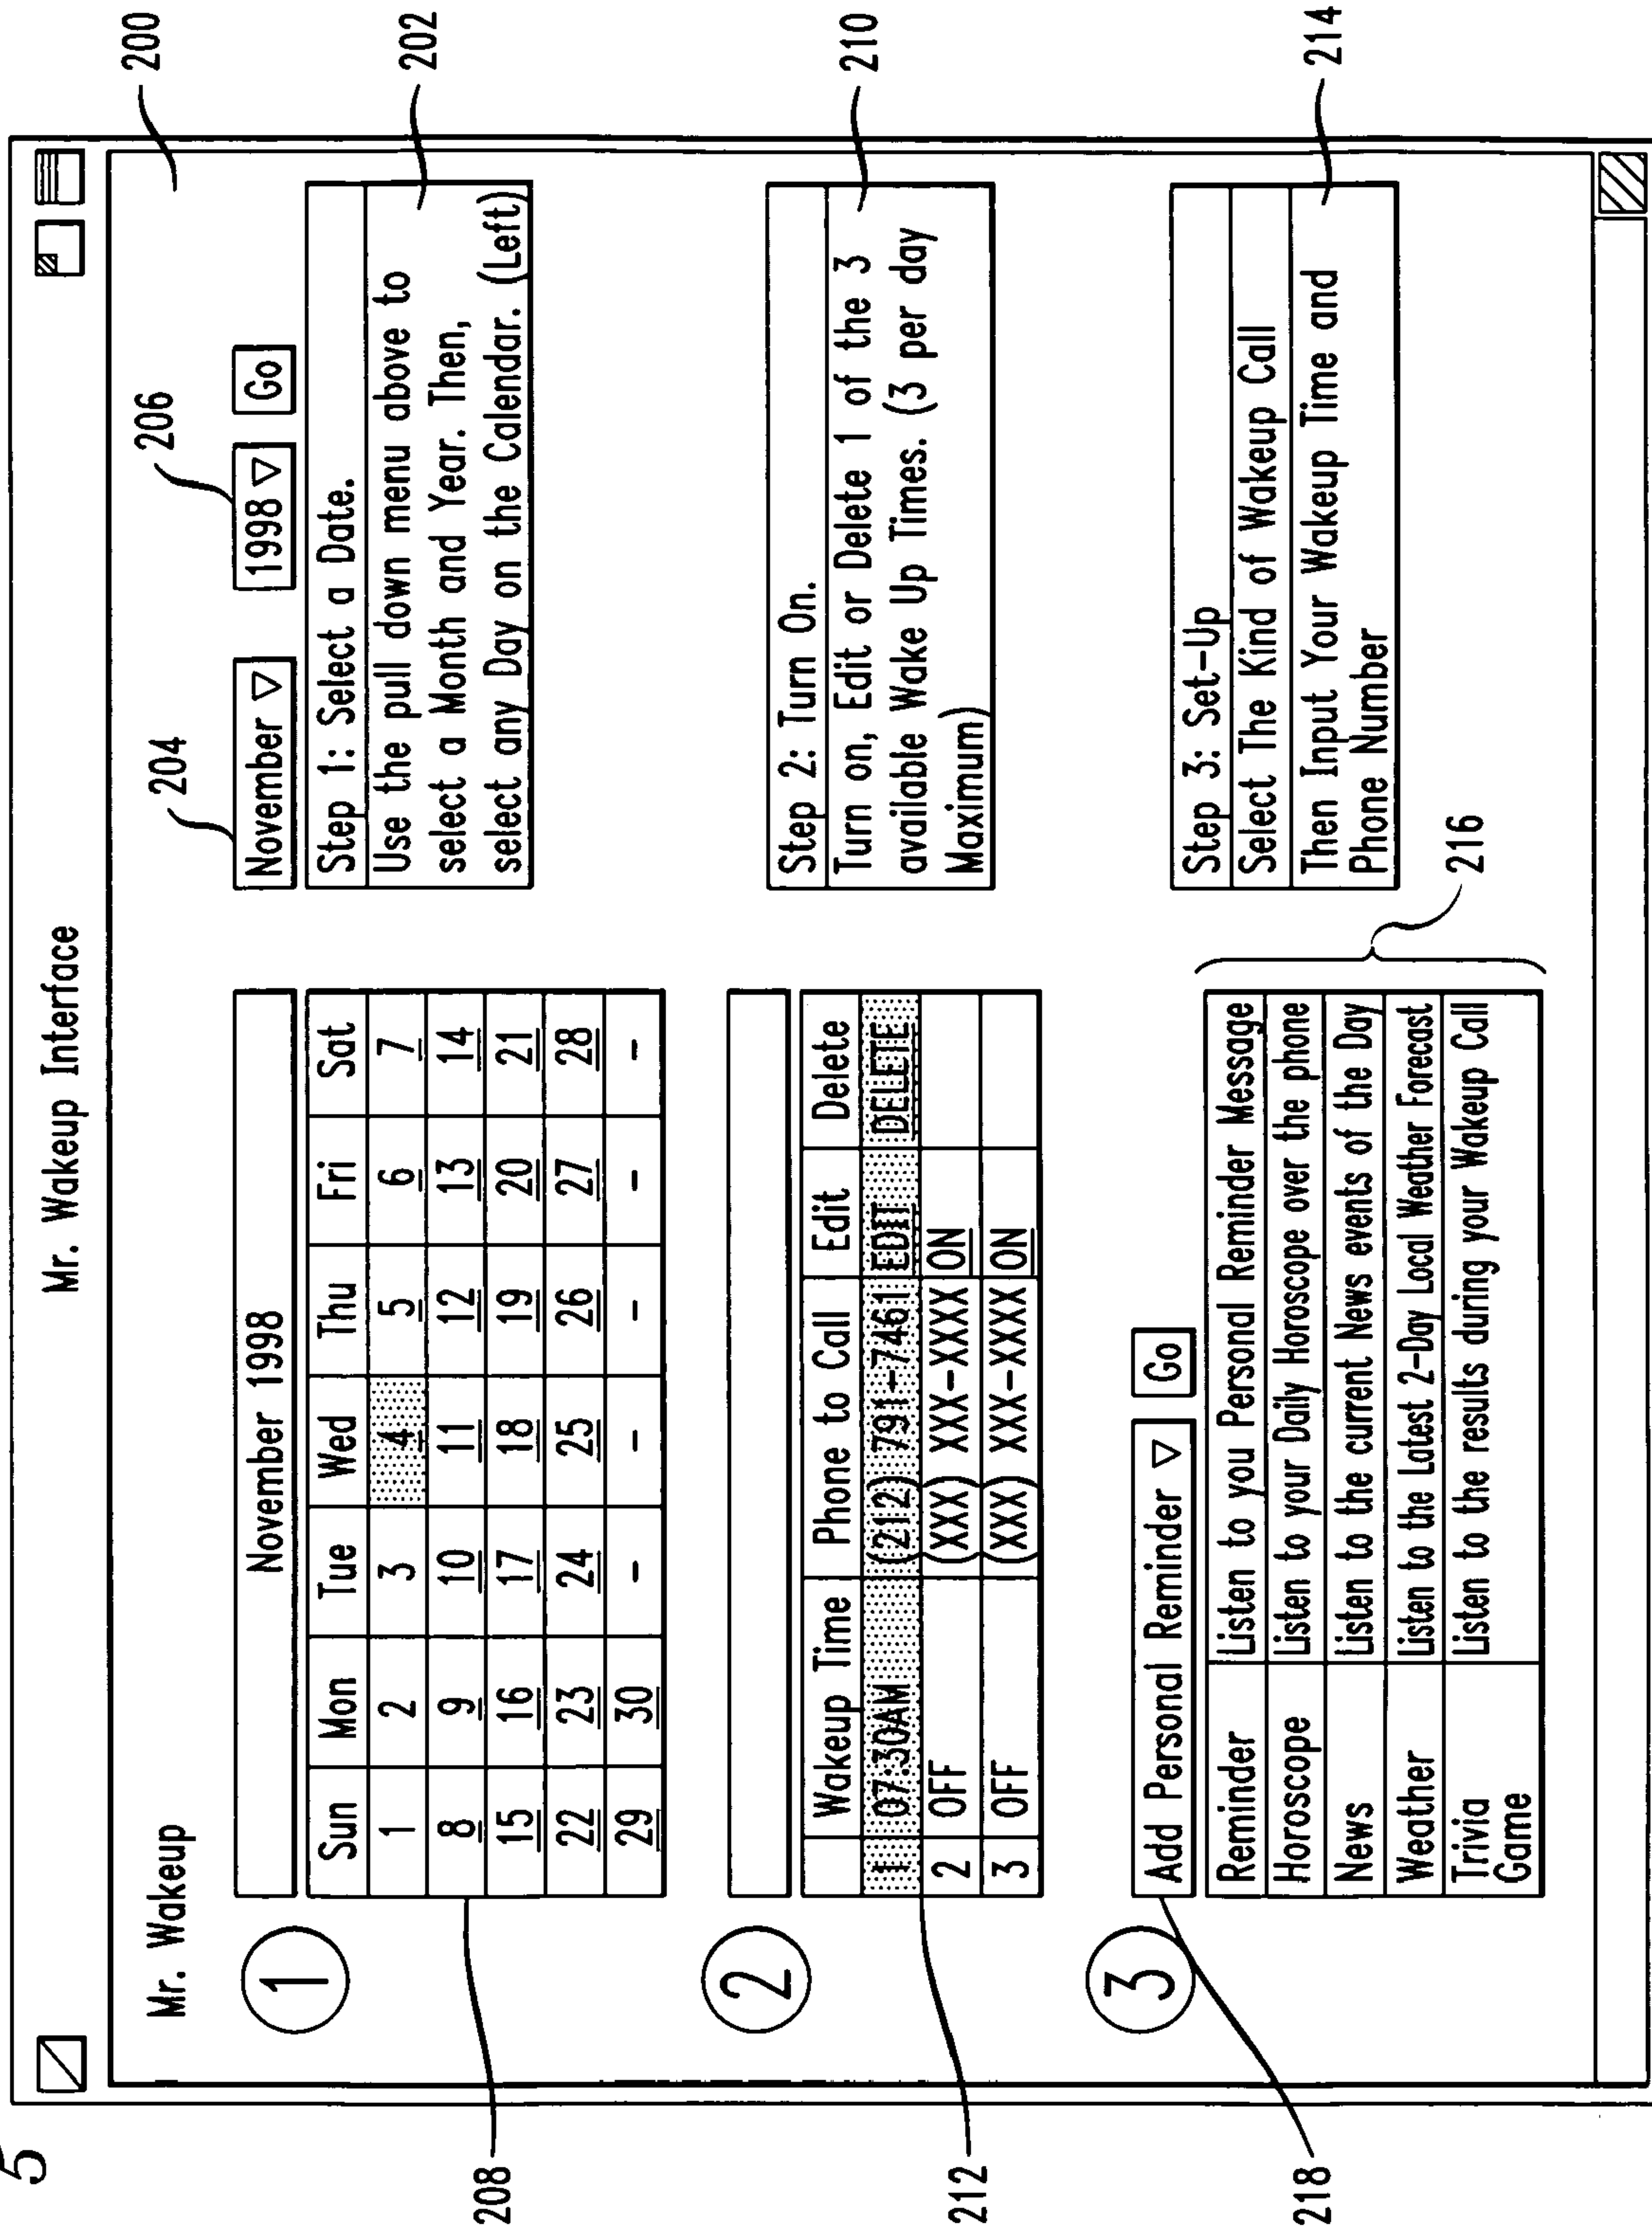 5
Mr. Wakeup Interface
200
Mr. Wakeup
204
206
November ▽ 1998 ▽ Go
1
November 1998
Sun Mon Tue Wed Thu Fri Sat
1 2 3 4 5 6 7
8 9 10 11 12 13 14
15 16 17 18 19 20 21
22 23 24 25 26 27 28
29 30 - - - - -
208
Step 1: Select a Date.
Use the pull down menu above to
select a Month and Year. Then,
select any Day on the Calendar. (Left)
202
2
Wakeup Time Phone to Call Edit Delete
1 07:30AM (212) 791-7461 EDIT DELETE
2 OFF (XXX) XXX-XXXX ON
3 OFF (XXX) XXX-XXXX ON
212
Step 2: Turn On.
Turn on, Edit or Delete 1 of the 3
available Wake Up Times. (3 per day
Maximum)
210
3
Add Personal Reminder ▽ Go
218
Reminder Listen to you Personal Reminder Message
Horoscope Listen to your Daily Horoscope over the phone
News Listen to the current News events of the Day
Weather Listen to the Latest 2-Day Local Weather Forecast
Trivia Listen to the results during your Wakeup Call
Game
216
Step 3: Set-Up
Select The Kind of Wakeup Call
Then Input Your Wakeup Time and
Phone Number
214